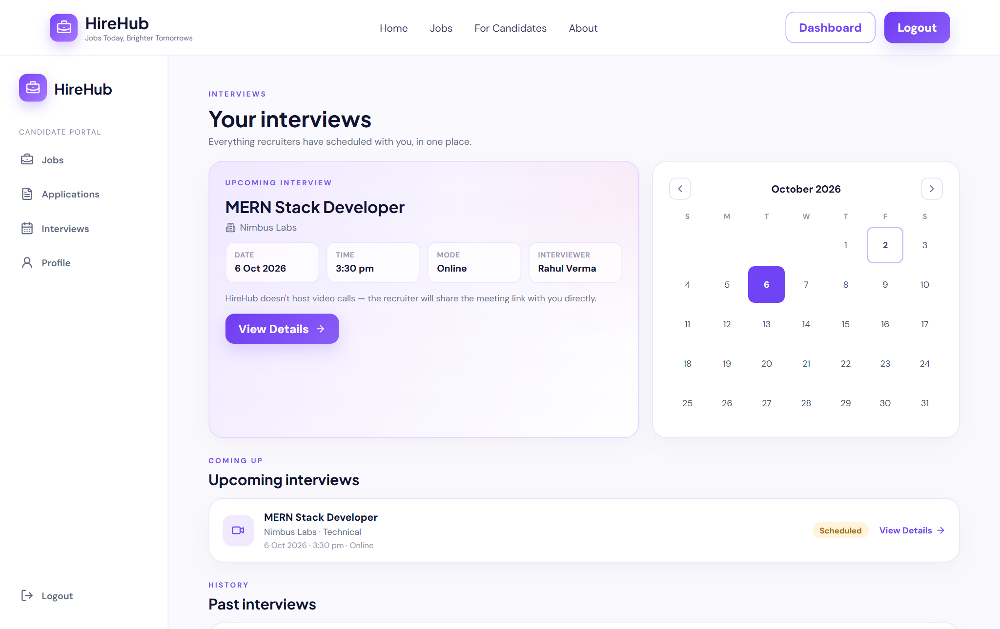 HireHub
Jobs Today, Brighter Tomorrows
Home Jobs For Candidates About
Dashboard Logout
HireHub
CANDIDATE PORTAL
Jobs
Applications
Interviews
Profile
Logout
INTERVIEWS
Your interviews
Everything recruiters have scheduled with you, in one place.
UPCOMING INTERVIEW
MERN Stack Developer
Nimbus Labs
DATE
6 Oct 2026
TIME
3:30 pm
MODE
Online
INTERVIEWER
Rahul Verma
HireHub doesn't host video calls — the recruiter will share the meeting link with you directly.
View Details
October 2026
S M T W T F S
1 2 3
4 5 6 7 8 9 10
11 12 13 14 15 16 17
18 19 20 21 22 23 24
25 26 27 28 29 30 31
COMING UP
Upcoming interviews
MERN Stack Developer
Nimbus Labs · Technical
6 Oct 2026 · 3:30 pm · Online
Scheduled View Details
HISTORY
Past interviews